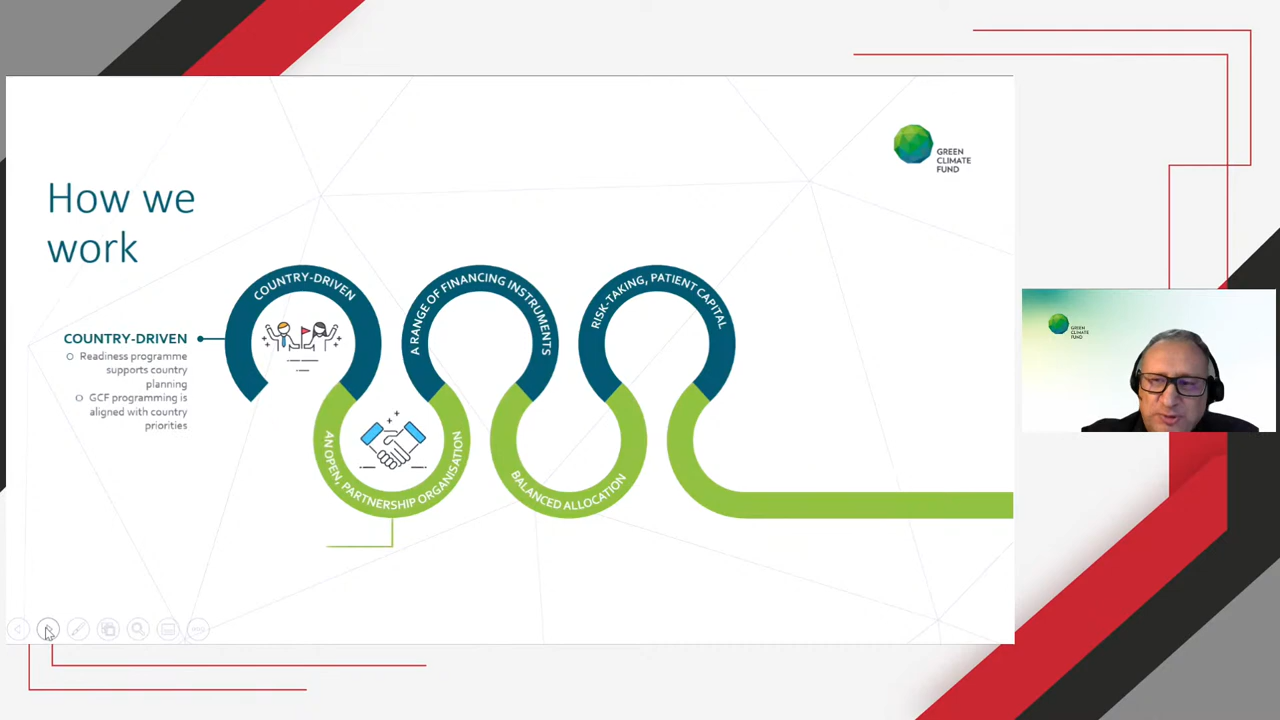 GREEN
CLIMATE
FUND
How we
work
COUNTRY-DRIVEN
A RANGE OF FINANCING INSTRUMENTS
RISK-TAKING, PATIENT CAPITAL
COUNTRY-DRIVEN
o Readiness programme
supports country
planning
o GCF programming is
aligned with country
priorities
AN OPEN, PARTNERSHIP ORGANISATION
BALANCED ALLOCATION
GREEN
CLIMATE
FUND